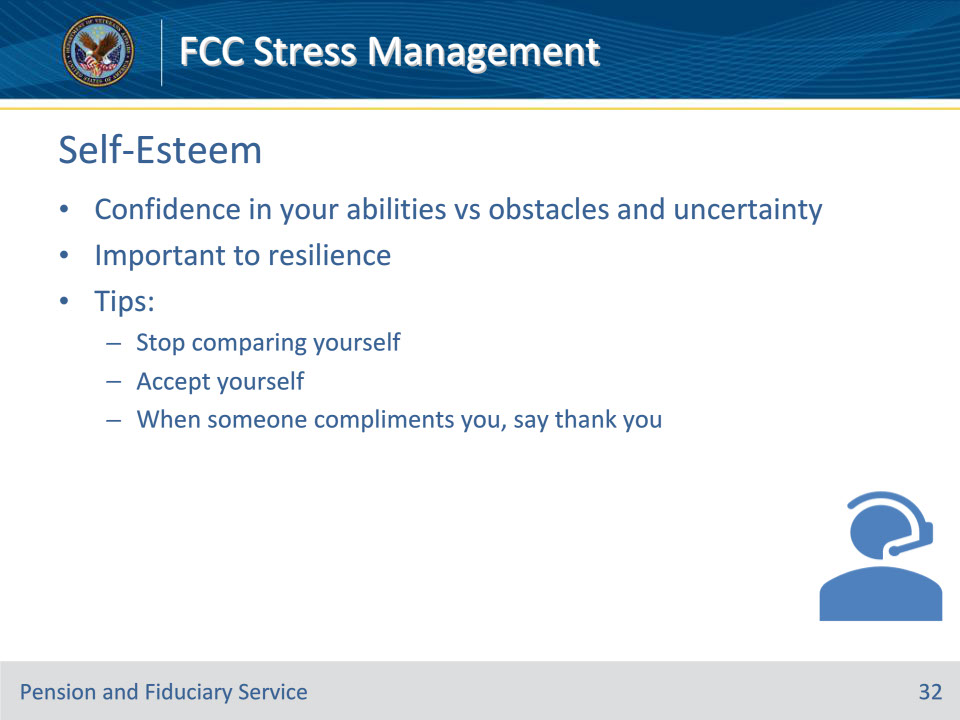 FCC Stress Management
Self-Esteem
• Confidence in your abilities vs obstacles and uncertainty
• Important to resilience
• Tips:
– Stop comparing yourself
– Accept yourself
– When someone compliments you, say thank you
Pension and Fiduciary Service
32